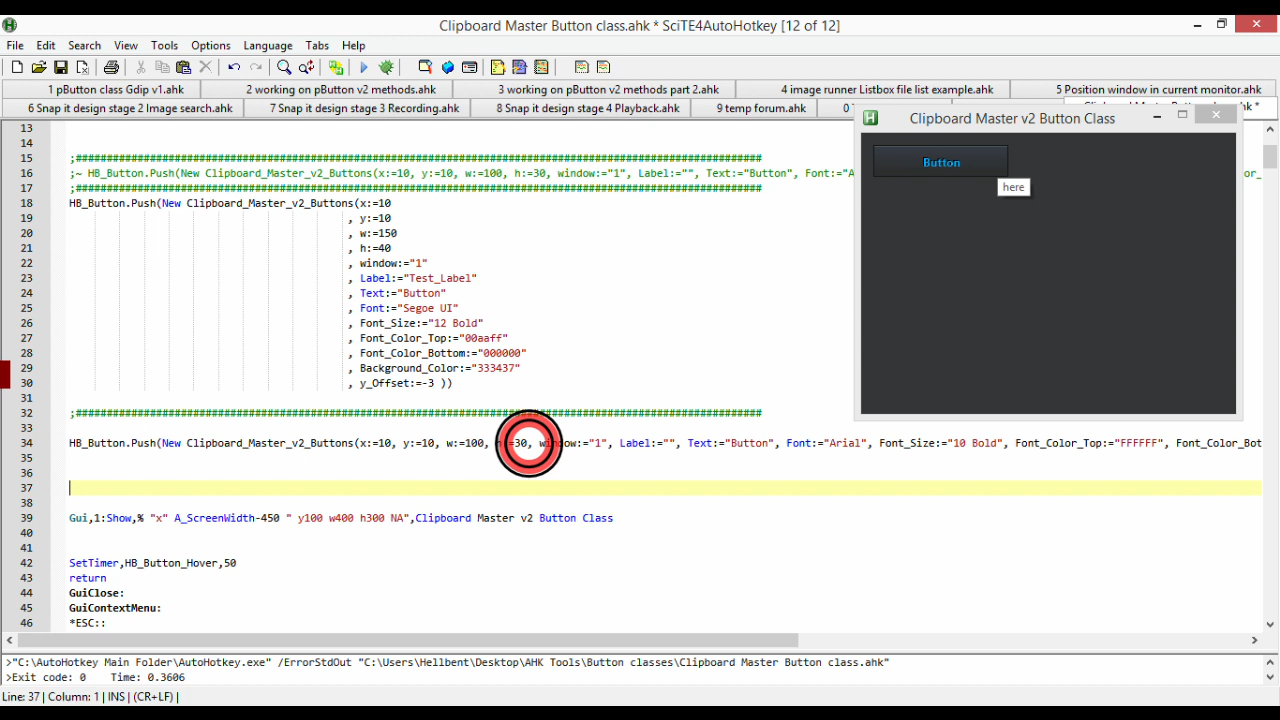 Clipboard Master Button class.ahk * SciTE4AutoHotkey [12 of 12]
File Edit Search View Tools Options Language Tabs Help
1 pButton class Gdip v1.ahk 2 working on pButton v2 methods.ahk 3 working on pButton v2 methods part 2.ahk 4 image runner Listbox file list example.ahk 5 Position window in current monitor.ahk
6 Snap it design stage 2 Image search.ahk 7 Snap it design stage 3 Recording.ahk 8 Snap it design stage 4 Playback.ahk 9 temp forum.ahk
Clipboard Master v2 Button Class
Button
here
13
14
15 ;###############################################################################################################
16 ;~ HB_Button.Push(New Clipboard_Master_v2_Buttons(x:=10, y:=10, w:=100, h:=30, window:="1", Label:="", Text:="Button", Font:="A
17 ;###############################################################################################################
18 HB_Button.Push(New Clipboard_Master_v2_Buttons(x:=10
19 , y:=10
20 , w:=150
21 , h:=40
22 , window:="1"
23 , Label:="Test_Label"
24 , Text:="Button"
25 , Font:="Segoe UI"
26 , Font_Size:="12 Bold"
27 , Font_Color_Top:="00aaff"
28 , Font_Color_Bottom:="000000"
29 , Background_Color:="333437"
30 , y_Offset:=-3 ))
31
32 ;###############################################################################################################
33
34 HB_Button.Push(New Clipboard_Master_v2_Buttons(x:=10, y:=10, w:=100, h:=30, window:="1", Label:="", Text:="Button", Font:="Arial", Font_Size:="10 Bold", Font_Color_Top:="FFFFFF", Font_Color_Bot
35
36
37
38
39 Gui,1:Show,% "x" A_ScreenWidth-450 " y100 w400 h300 NA",Clipboard Master v2 Button Class
40
41
42 SetTimer,HB_Button_Hover,50
43 return
44 GuiClose:
45 GuiContextMenu:
46 *ESC::
>"C:\AutoHotkey Main Folder\AutoHotkey.exe" /ErrorStdOut "C:\Users\Hellbent\Desktop\AHK Tools\Button classes\Clipboard Master Button class.ahk"
>Exit code: 0 Time: 0.3606
Line: 37 | Column: 1 | INS | (CR+LF) |